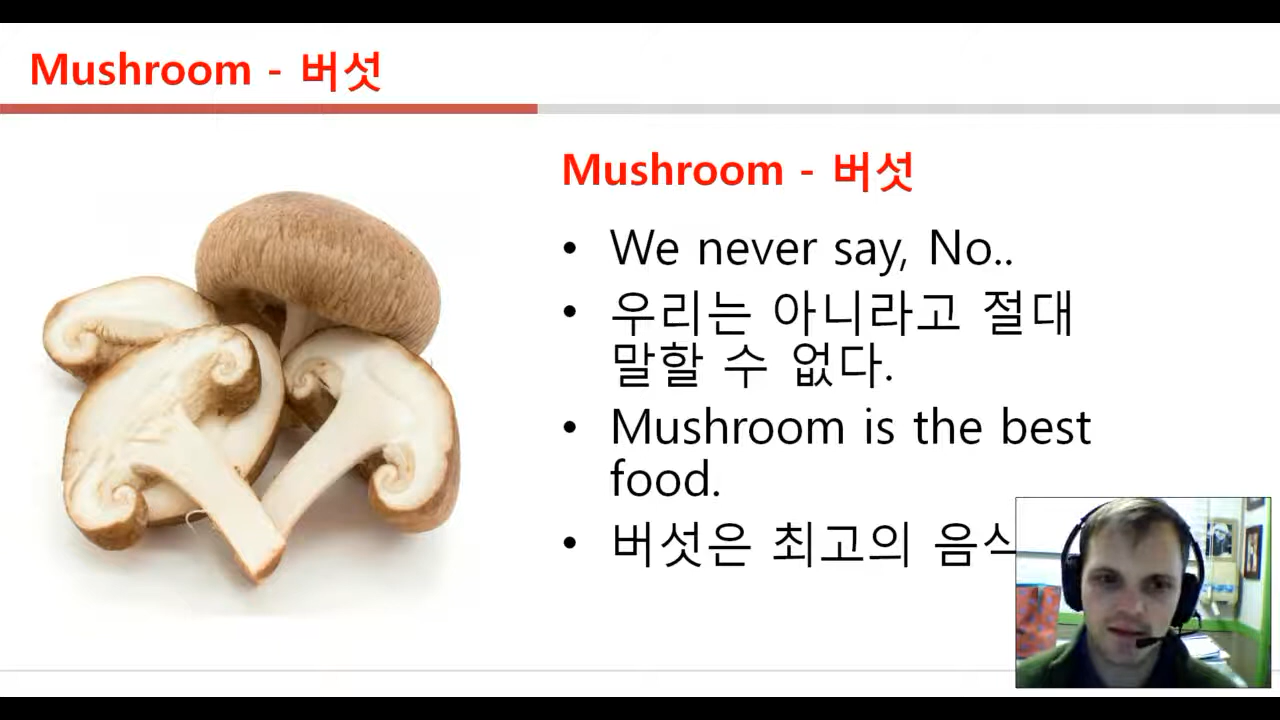 Mushroom - 버섯
Mushroom - 버섯
• We never say, No..
• 우리는 아니라고 절대
말할 수 없다.
• Mushroom is the best
food.
• 버섯은 최고의